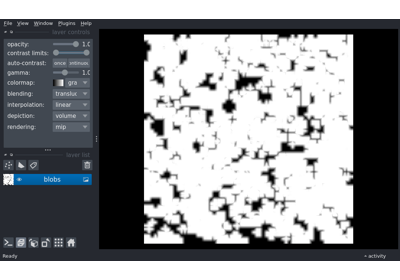 File View Window Plugins Help
layer controls
opacity: 1.0
contrast limits:
auto-contrast: once
gamma: 1.0
colormap: gra
blending: translu
interpolation: linear
depiction: volume
rendering: mip
layer list
blobs
Ready
activity